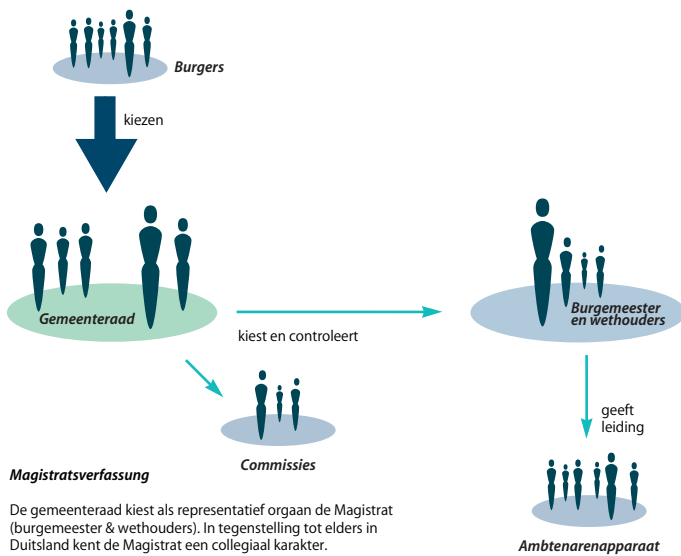 Burgers
kiezen
Gemeenteraad
kiest en controleert
Burgemeester
en wethouders
geeft
leiding
Commissies
Ambtenarenapparaat
Magistratsverfassung
De gemeenteraad kiest als representatief orgaan de Magistrat
(burgemeester & wethouders). In tegenstelling tot elders in
Duitsland kent de Magistrat een collegiaal karakter.